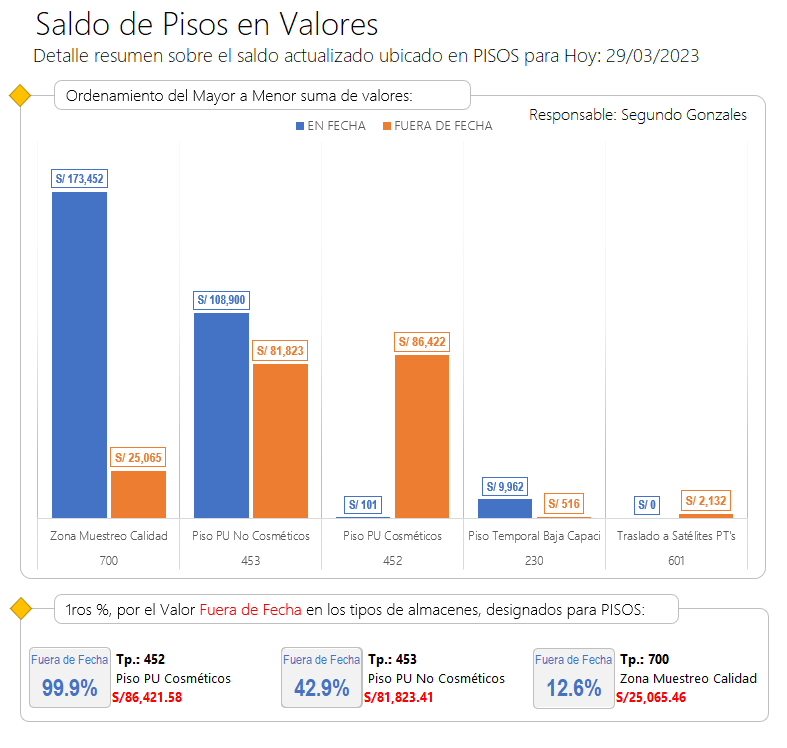 Saldo de Pisos en Valores
Detalle resumen sobre el saldo actualizado ubicado en PISOS para Hoy: 29/03/2023
Ordenamiento del Mayor a Menor suma de valores:
Responsable: Segundo Gonzales
EN FECHA FUERA DE FECHA
S/ 173,452
S/ 25,065
S/ 108,900
S/ 81,823
S/ 101
S/ 86,422
S/ 9,962
S/ 516
S/ 0
S/ 2,132
Zona Muestreo Calidad
Piso PU No Cosméticos
Piso PU Cosméticos
Piso Temporal Baja Capaci
Traslado a Satélites PT's
700
453
452
230
601
1ros %, por el Valor Fuera de Fecha en los tipos de almacenes, designados para PISOS:
Fuera de Fecha
99.9%
Tp.: 452
Piso PU Cosméticos
S/86,421.58
Fuera de Fecha
42.9%
Tp.: 453
Piso PU No Cosméticos
S/81,823.41
Fuera de Fecha
12.6%
Tp.: 700
Zona Muestreo Calidad
S/25,065.46